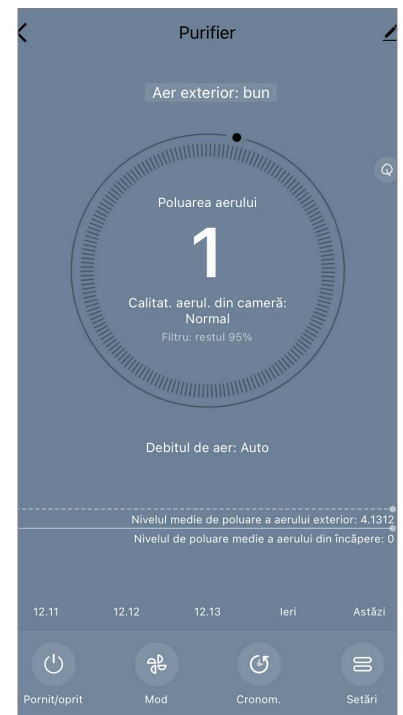 Purifier
Aer exterior: bun
Poluarea aerului
1
Calitat. aerul. din cameră:
Normal
Filtru: restul 95%
Debitul de aer: Auto
Nivelul medie de poluare a aerului exterior: 4.1312
Nivelul de poluare medie a aerului din încăpere: 0
12.11 12.12 12.13 Ieri Astăzi
Pornit/oprit Mod Cronom. Setări